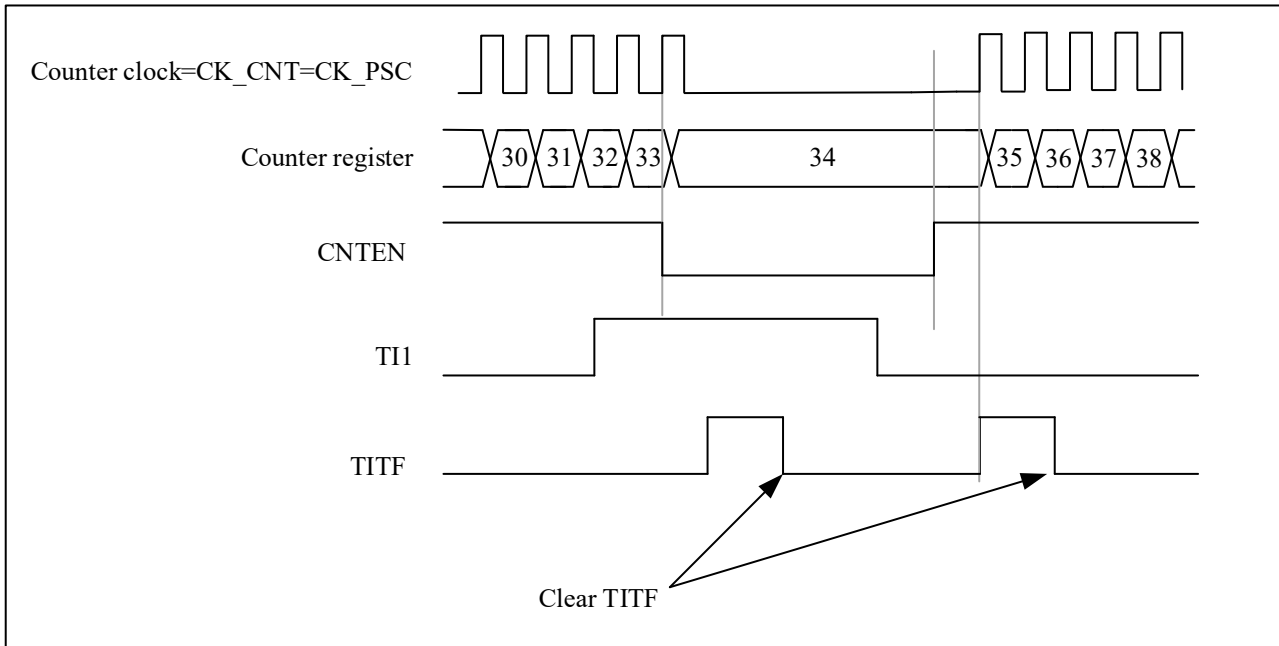 Counter clock=CK_CNT=CK_PSC
Counter register 30 31 32 33 34 35 36 37 38
CNTEN
TI1
TITF
Clear TITF